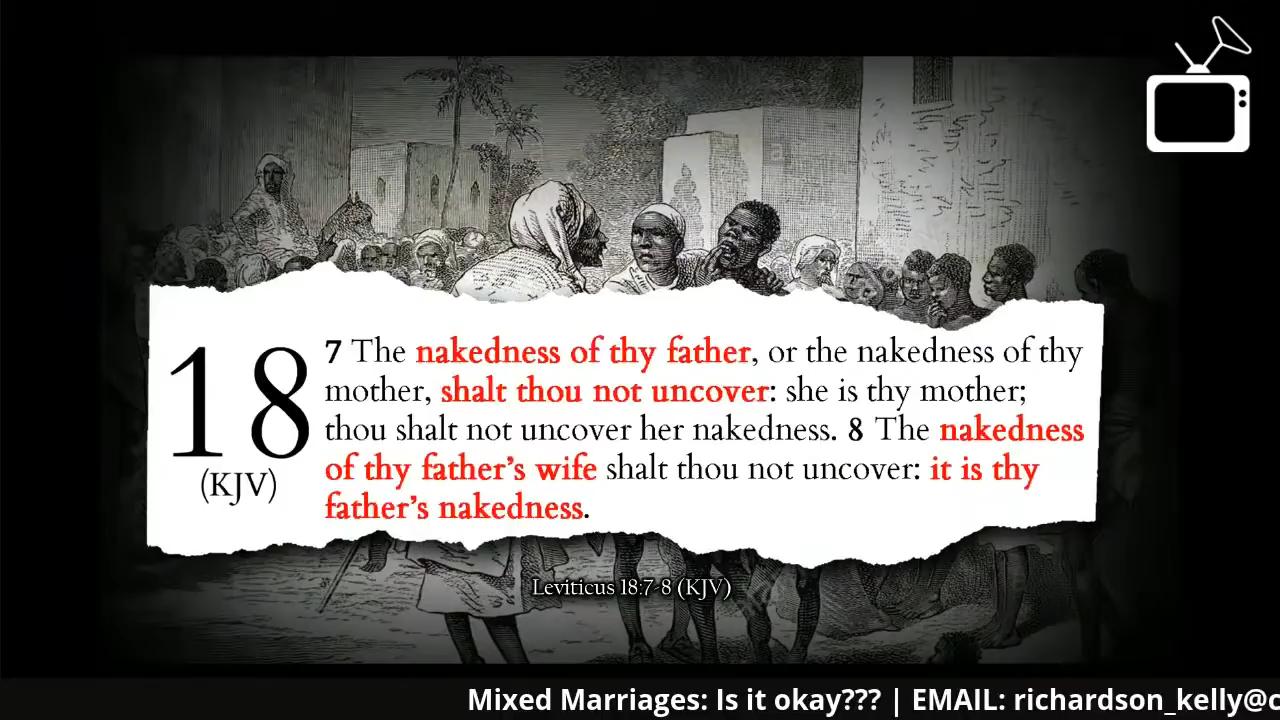 18
(KJV)
7 The nakedness of thy father, or the nakedness of thy
mother, shalt thou not uncover: she is thy mother;
thou shalt not uncover her nakedness. 8 The nakedness
of thy father's wife shalt thou not uncover: it is thy
father's nakedness.
Leviticus 18:7-8 (KJV)
Mixed Marriages: Is it okay??? | EMAIL: richardson_kelly@